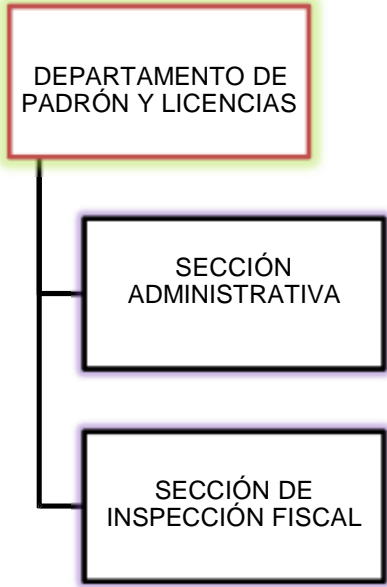 DEPARTAMENTO DE
PADRÓN Y LICENCIAS
SECCIÓN
ADMINISTRATIVA
SECCIÓN DE
INSPECCIÓN FISCAL